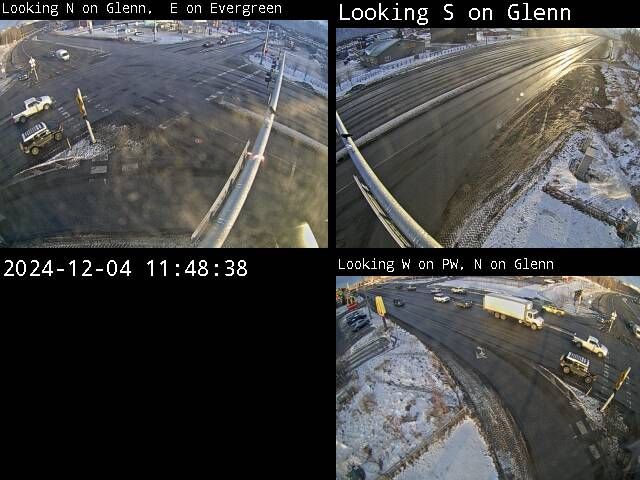 Looking N on Glenn,  E on Evergreen
Looking S on Glenn
2024-12-04 11:48:38
Looking W on PW, N on Glenn